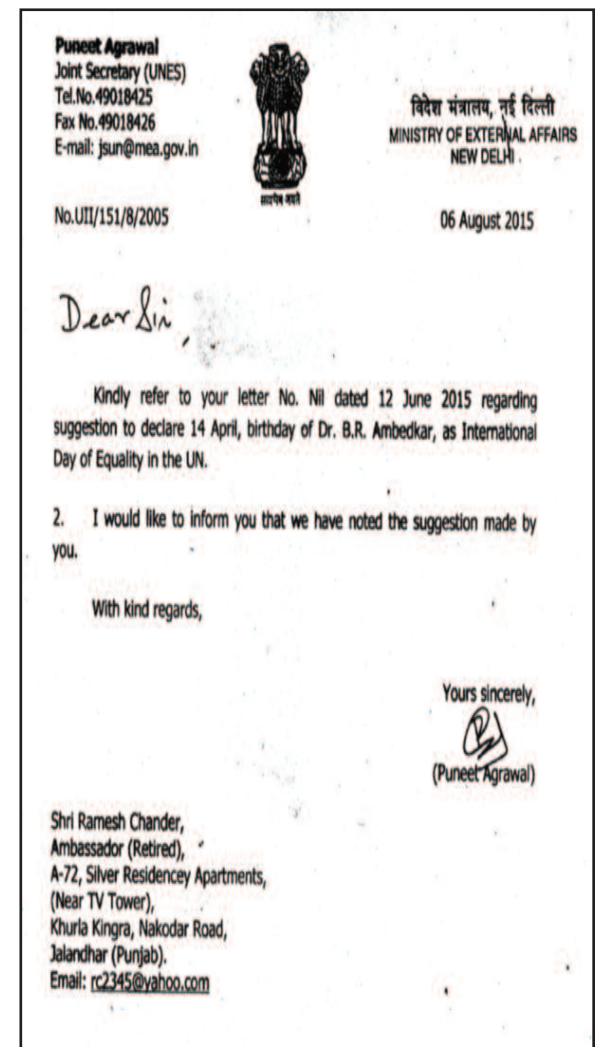 Puneet Agrawal
Joint Secretary (UNES)
Tel.No.49018425
Fax No.49018426
E-mail: jsun@mea.gov.in
सत्यमेव जयते
विदेश मंत्रालय, नई दिल्ली
MINISTRY OF EXTERNAL AFFAIRS
NEW DELHI
No.UII/151/8/2005
06 August 2015
Dear Sir,
Kindly refer to your letter No. Nil dated 12 June 2015 regarding
suggestion to declare 14 April, birthday of Dr. B.R. Ambedkar, as International
Day of Equality in the UN.
2. I would like to inform you that we have noted the suggestion made by
you.
With kind regards,
Yours sincerely,
(Puneet Agrawal)
Shri Ramesh Chander,
Ambassador (Retired),
A-72, Silver Residencey Apartments,
(Near TV Tower),
Khurla Kingra, Nakodar Road,
Jalandhar (Punjab).
Email: rc2345@yahoo.com